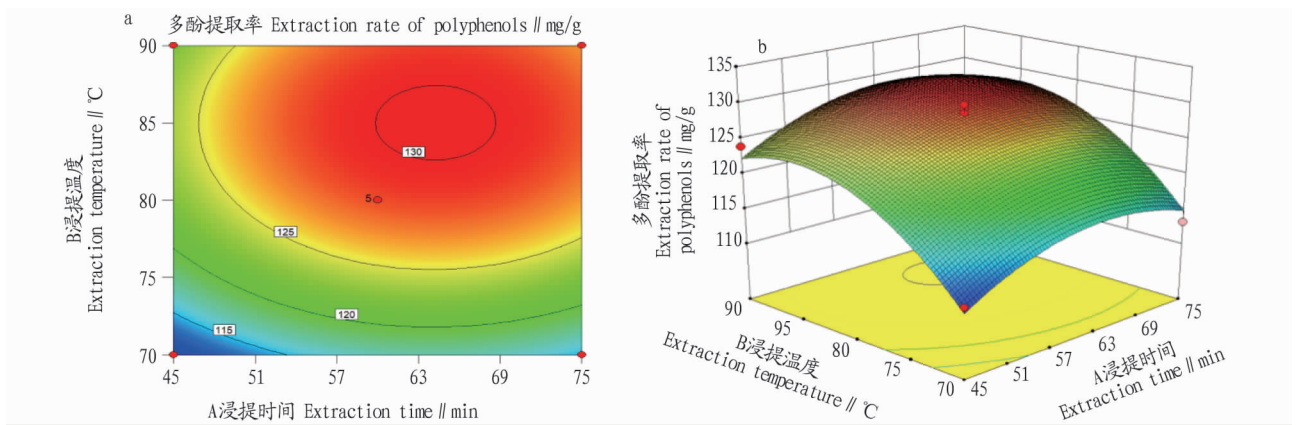 a
多酚提取率 Extraction rate of polyphenols∥mg/g
90
85
80
75
70
B浸提温度
Extraction temperature∥℃
130
5
125
120
115
45 51 57 63 69 75
A浸提时间 Extraction time∥min
b
多酚提取率
Extraction rate of
polyphenols∥mg/g
135
130
125
120
115
110
90
95
80
75
70
B浸提温度
Extraction temperature∥℃
45
51
57
63
69
75
A浸提时间
Extraction time∥min